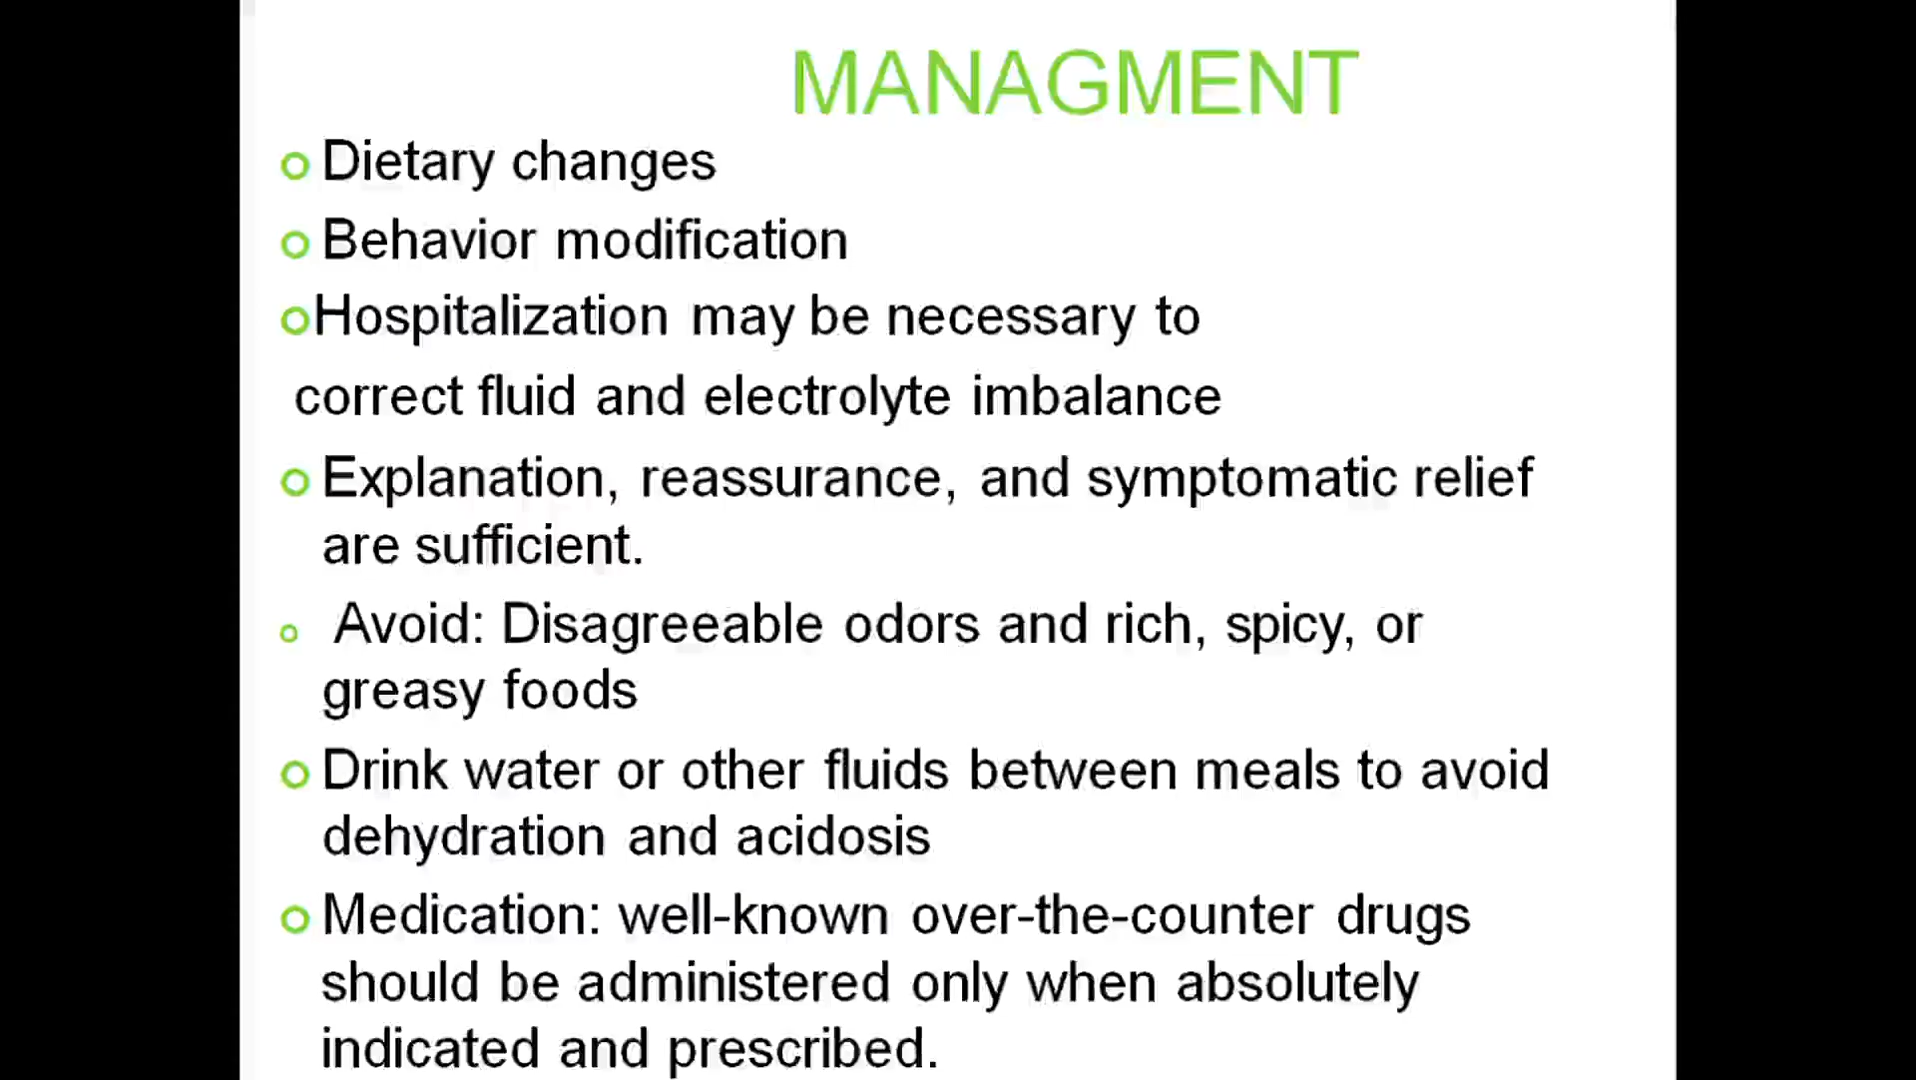 MANAGMENT
Dietary changes
Behavior modification
Hospitalization may be necessary to
correct fluid and electrolyte imbalance
Explanation, reassurance, and symptomatic relief
are sufficient.
Avoid: Disagreeable odors and rich, spicy, or
greasy foods
Drink water or other fluids between meals to avoid
dehydration and acidosis
Medication: well-known over-the-counter drugs
should be administered only when absolutely
indicated and prescribed.